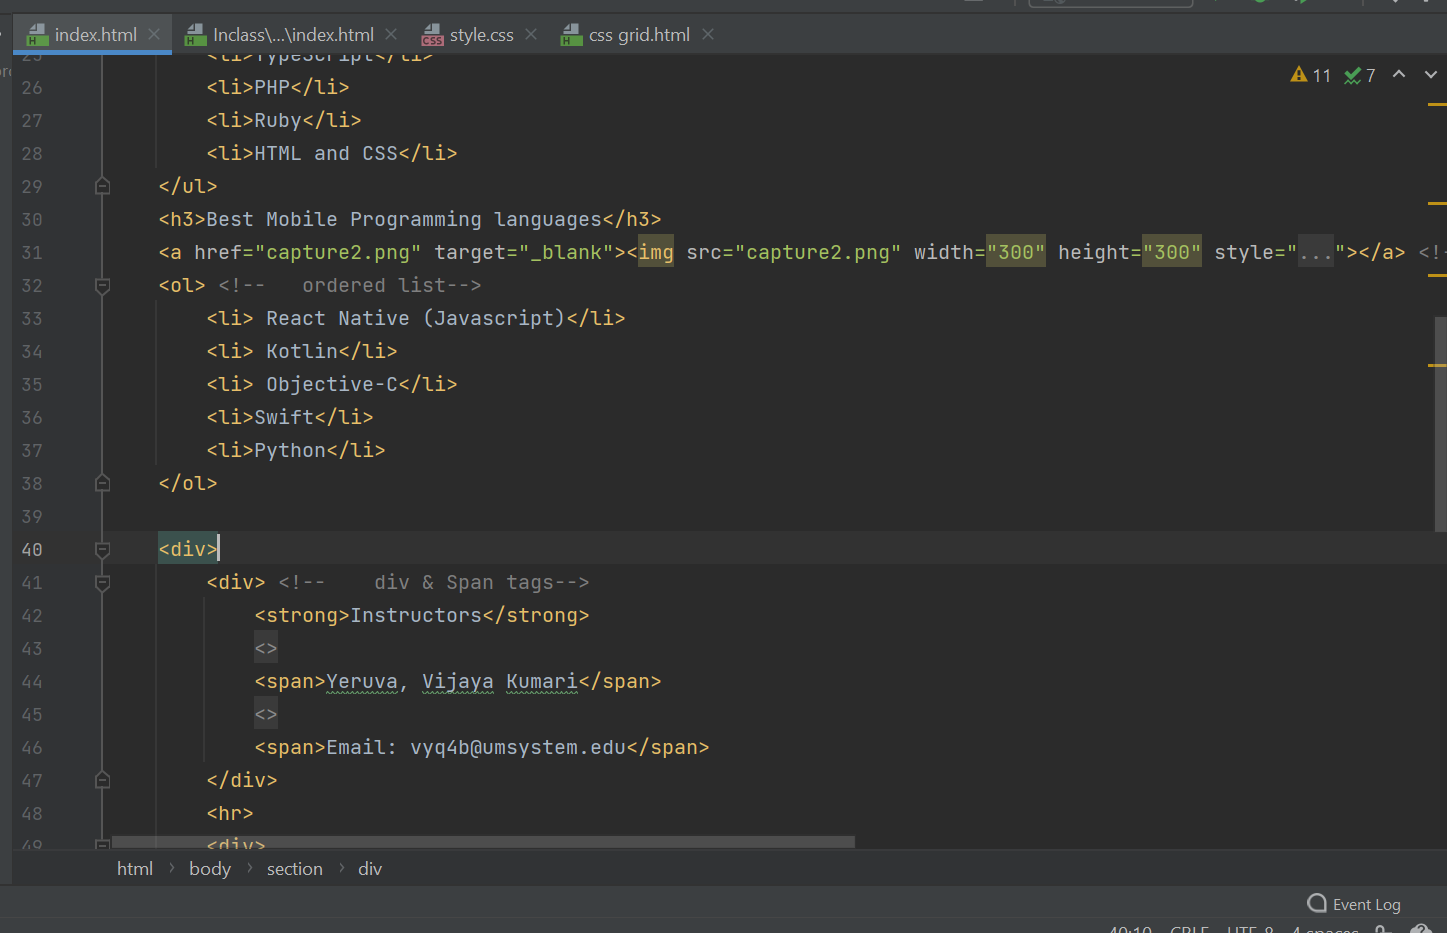 index.html Inclass\...\index.html style.css css grid.html
11 7
25 <li>TypeScript</li>
26 <li>PHP</li>
27 <li>Ruby</li>
28 <li>HTML and CSS</li>
29 </ul>
30 <h3>Best Mobile Programming languages</h3>
31 <a href="capture2.png" target="_blank"><img src="capture2.png" width="300" height="300" style="..."></a> <!-
32 <ol> <!--   ordered list-->
33 <li> React Native (Javascript)</li>
34 <li> Kotlin</li>
35 <li> Objective-C</li>
36 <li>Swift</li>
37 <li>Python</li>
38 </ol>
39
40 <div>
41 <div> <!--    div & Span tags-->
42 <strong>Instructors</strong>
43 <>
44 <span>Yeruva, Vijaya Kumari</span>
45 <>
46 <span>Email: vyq4b@umsystem.edu</span>
47 </div>
48 <hr>
49 <div>
html > body > section > div
Event Log
40:10 CRLF UTF-8 4 spaces